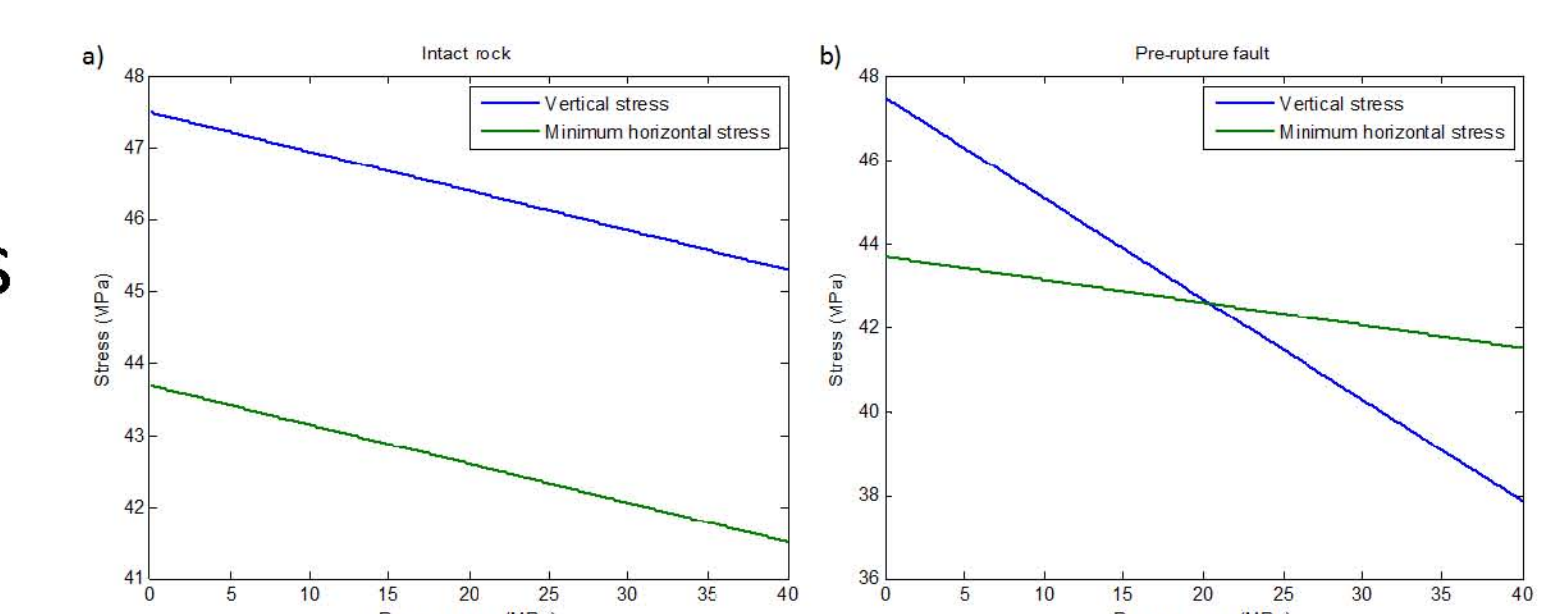 a)
Intact rock
Vertical stress
Minimum horizontal stress
Stress (MPa)
48
47
46
45
44
43
42
41
0 5 10 15 20 25 30 35 40
b)
Pre-rupture fault
Vertical stress
Minimum horizontal stress
Stress (MPa)
48
46
44
42
40
38
36
0 5 10 15 20 25 30 35 40